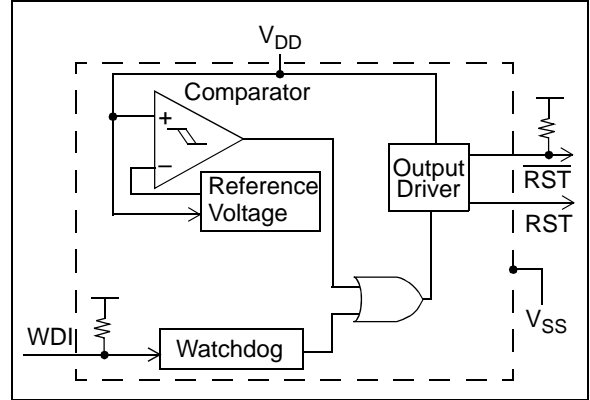 VDD
Comparator
+
−
Reference
Voltage
Output
Driver
RST
RST
VSS
WDI
Watchdog